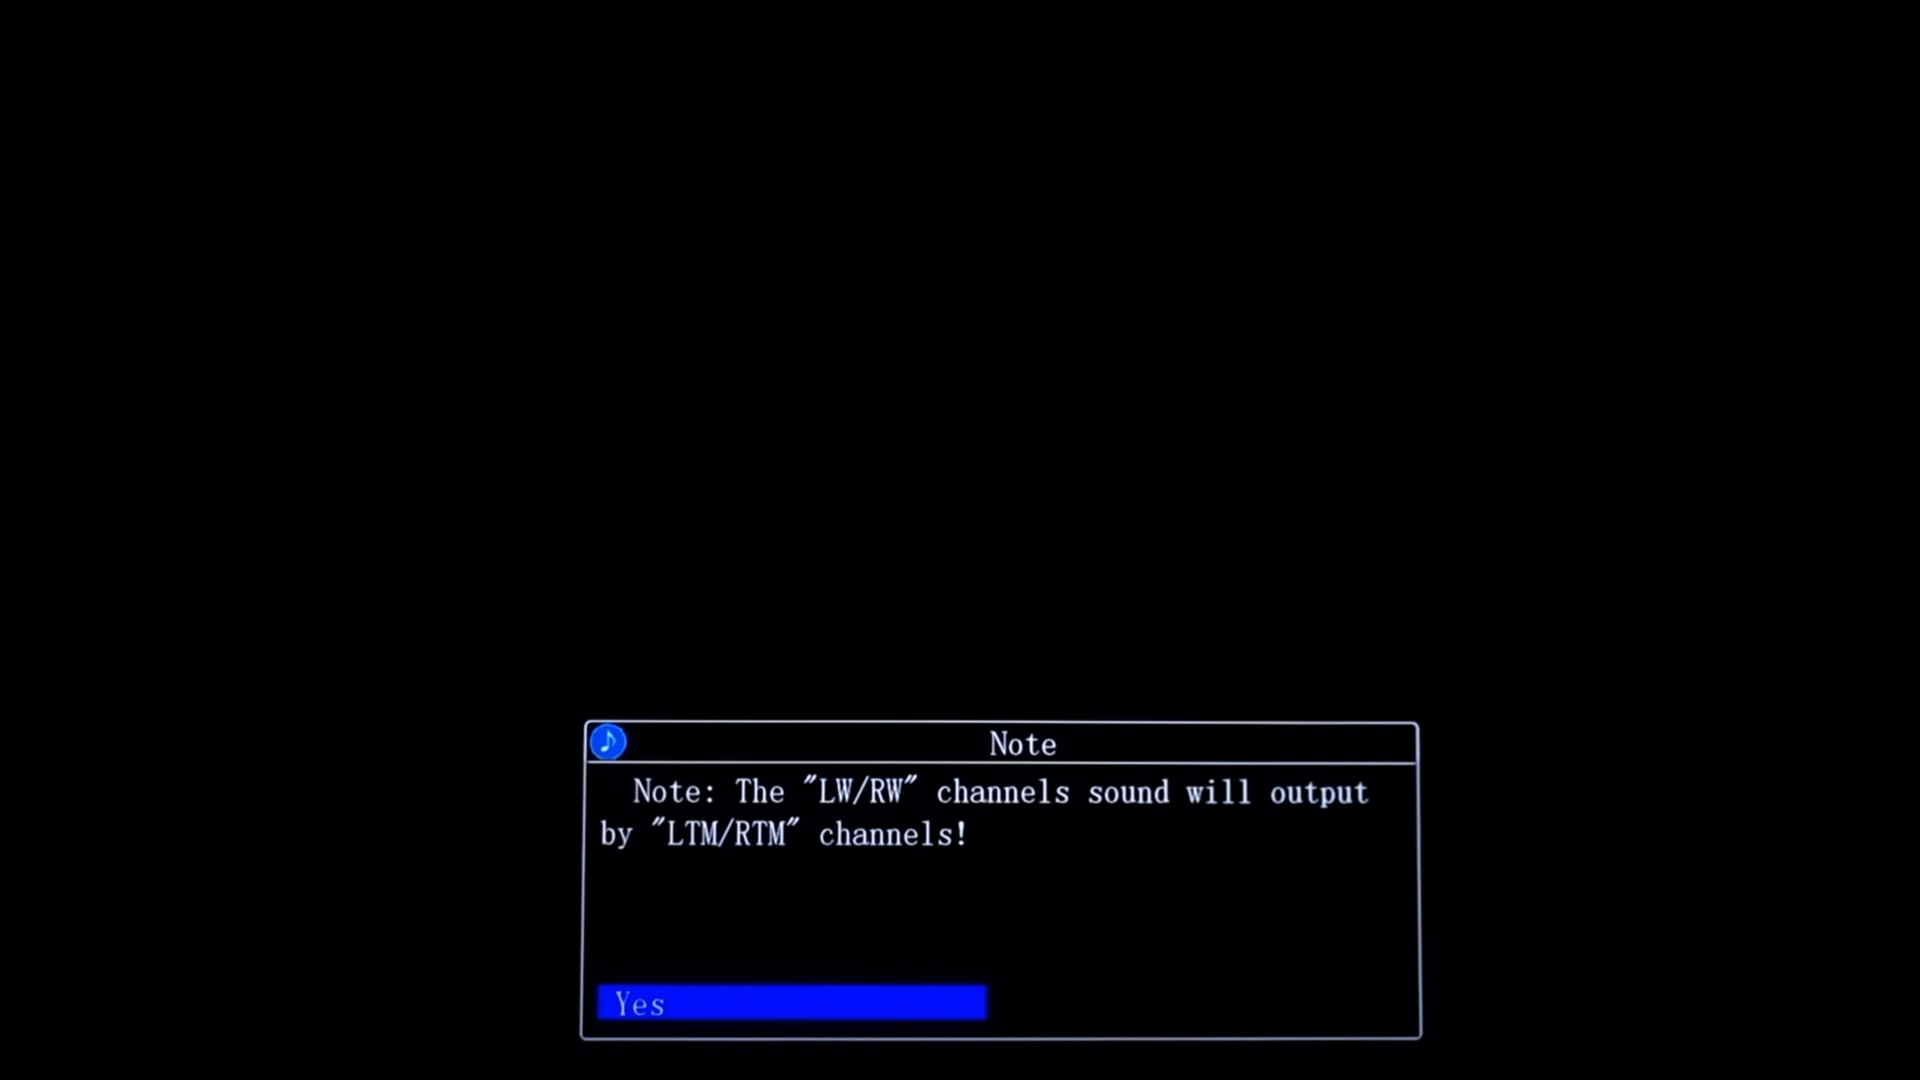 Note
Note: The "LW/RW" channels sound will output
by "LTM/RTM" channels!
Yes